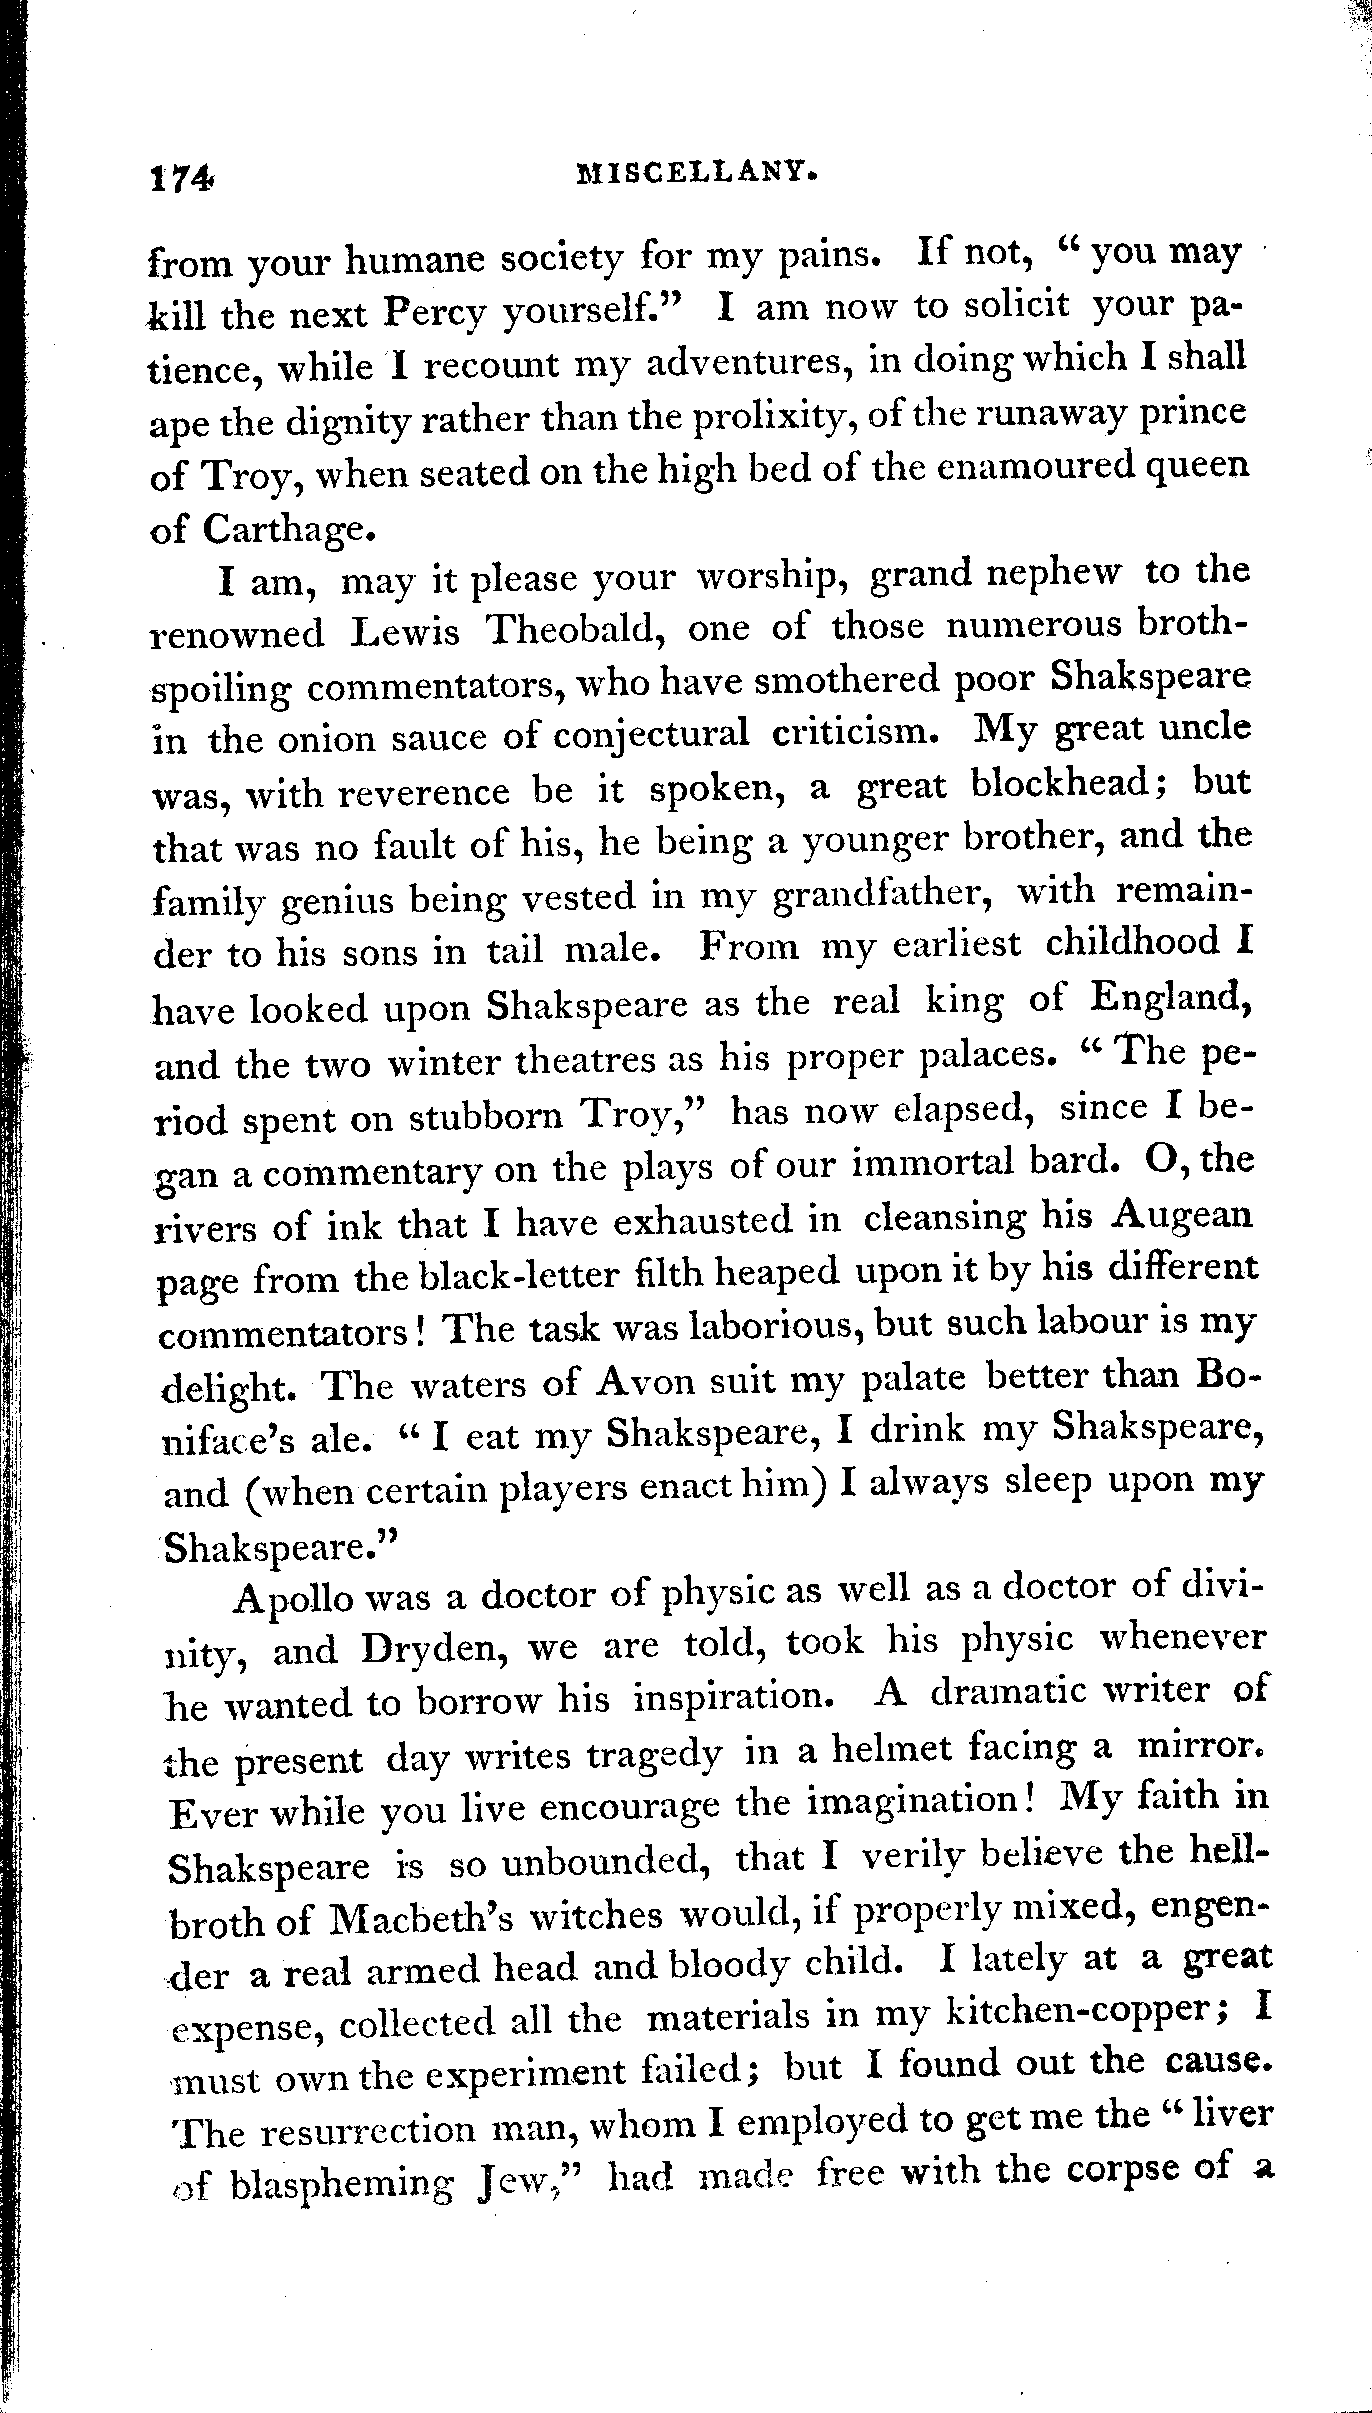 174 MISCELLANY.
from your humane society for my pains. If not, “ you may
kill the next Percy yourself.” I am now to solicit your pa-
tience, while I recount my adventures, in doing which I shall
ape the dignity rather than the prolixity, of the runaway prince
of Troy, when seated on the high bed of the enamoured queen
of Carthage.
I am, may it please your worship, grand nephew to the
renowned Lewis Theobald, one of those numerous broth-
spoiling commentators, who have smothered poor Shakspeare
in the onion sauce of conjectural criticism. My great uncle
was, with reverence be it spoken, a great blockhead; but
that was no fault of his, he being a younger brother, and the
family genius being vested in my grandfather, with remain-
der to his sons in tail male. From my earliest childhood I
have looked upon Shakspeare as the real king of England,
and the two winter theatres as his proper palaces. “ The pe-
riod spent on stubborn Troy,” has now elapsed, since I be-
gan a commentary on the plays of our immortal bard. O, the
rivers of ink that I have exhausted in cleansing his Augean
page from the black-letter filth heaped upon it by his different
commentators! The task was laborious, but such labour is my
delight. The waters of Avon suit my palate better than Bo-
niface’s ale. “ I eat my Shakspeare, I drink my Shakspeare,
and (when certain players enact him) I always sleep upon my
Shakspeare.”
Apollo was a doctor of physic as well as a doctor of divi-
nity, and Dryden, we are told, took his physic whenever
he wanted to borrow his inspiration. A dramatic writer of
the present day writes tragedy in a helmet facing a mirror.
Ever while you live encourage the imagination! My faith in
Shakspeare is so unbounded, that I verily believe the hell-
broth of Macbeth’s witches would, if properly mixed, engen-
der a real armed head and bloody child. I lately at a great
expense, collected all the materials in my kitchen-copper; I
must own the experiment failed; but I found out the cause.
The resurrection man, whom I employed to get me the “ liver
of blaspheming Jew,” had made free with the corpse of a